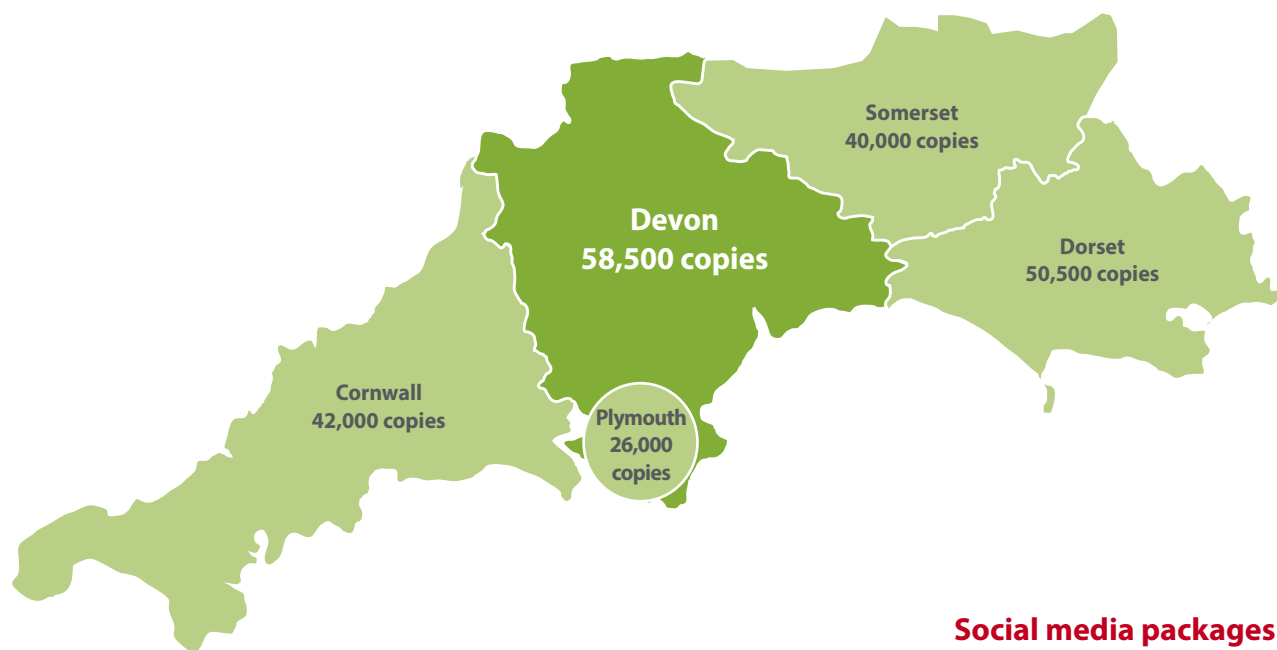 Somerset
40,000 copies
Devon
58,500 copies
Dorset
50,500 copies
Cornwall
42,000 copies
Plymouth
26,000
copies
Social media packages